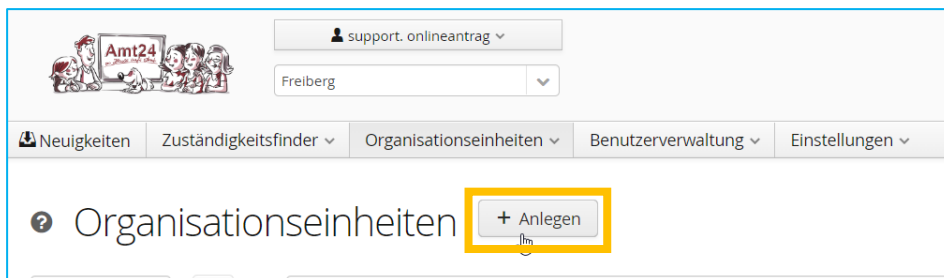 support. onlineantrag
Amt24
Freiberg
Neuigkeiten Zuständigkeitsfinder Organisationseinheiten Benutzerverwaltung Einstellungen
? Organisationseinheiten + Anlegen